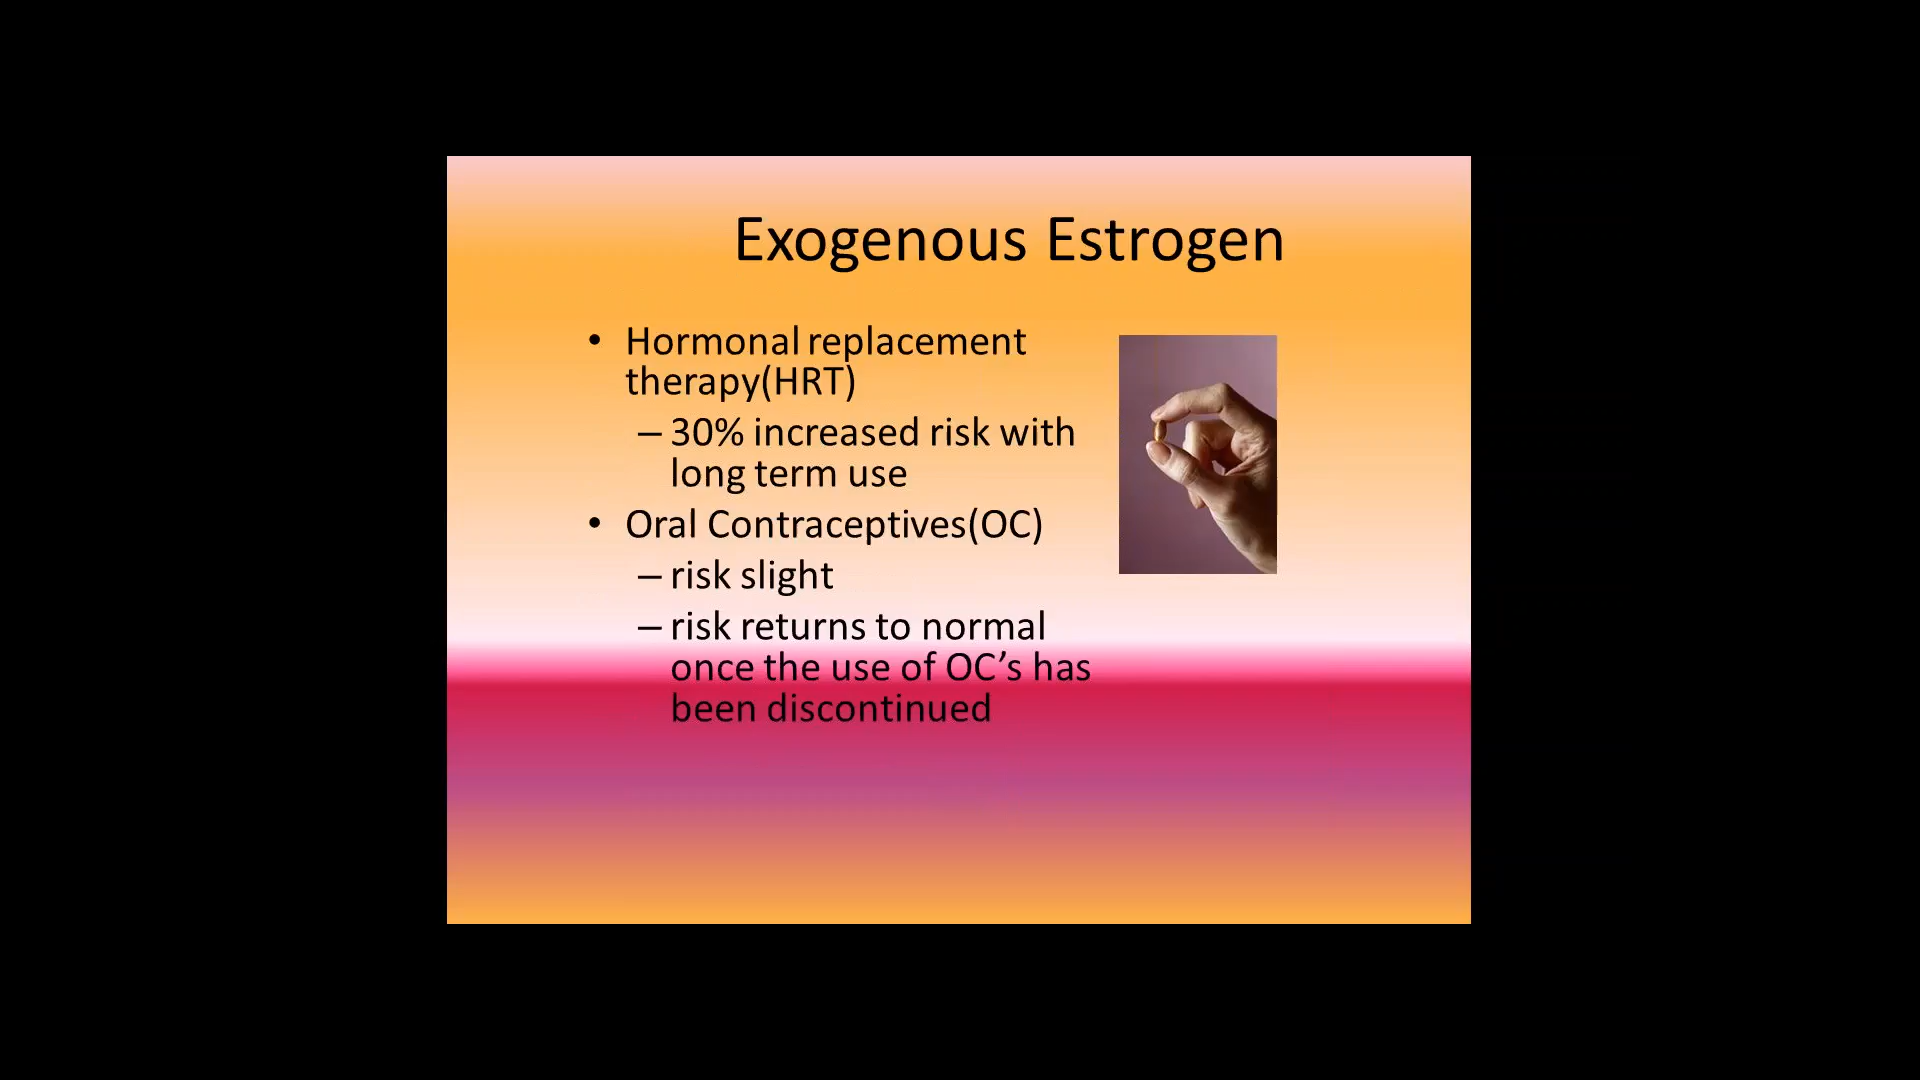 Exogenous Estrogen
• Hormonal replacement
therapy(HRT)
– 30% increased risk with
long term use
• Oral Contraceptives(OC)
– risk slight
– risk returns to normal
once the use of OC’s has
been discontinued